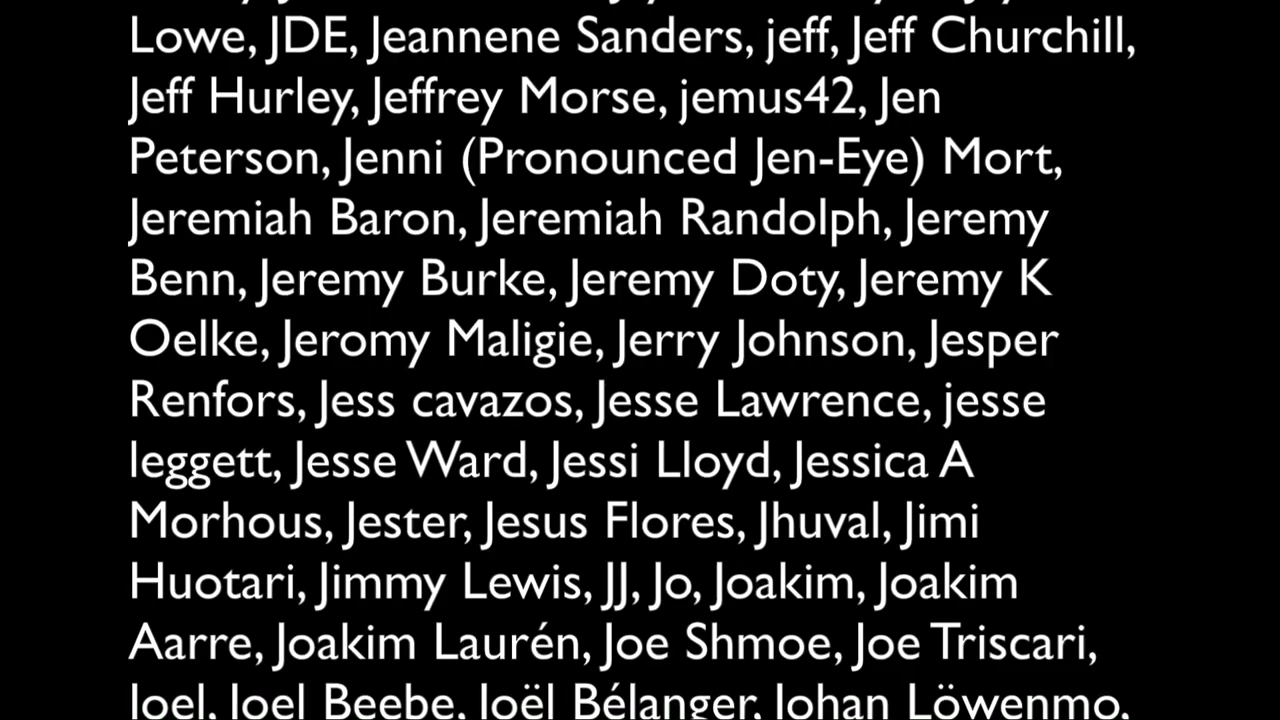 Lowe, JDE, Jeannene Sanders, jeff, Jeff Churchill,
Jeff Hurley, Jeffrey Morse, jemus42, Jen
Peterson, Jenni (Pronounced Jen-Eye) Mort,
Jeremiah Baron, Jeremiah Randolph, Jeremy
Benn, Jeremy Burke, Jeremy Doty, Jeremy K
Oelke, Jeromy Maligie, Jerry Johnson, Jesper
Renfors, Jess cavazos, Jesse Lawrence, jesse
leggett, Jesse Ward, Jessi Lloyd, Jessica A
Morhous, Jester, Jesus Flores, Jhuval, Jimi
Huotari, Jimmy Lewis, JJ, Jo, Joakim, Joakim
Aarre, Joakim Laurén, Joe Shmoe, Joe Triscari,
Joel, Joel Beebe, Joël Bélanger, Johan Löwenmo,